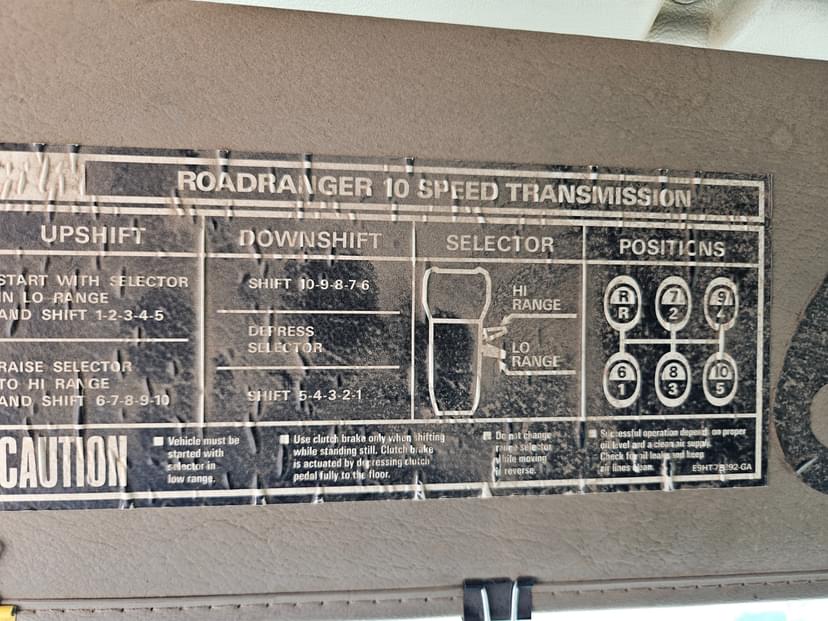 ROADRANGER 10 SPEED TRANSMISSION
UPSHIFT
START WITH SELECTOR
IN LO RANGE
AND SHIFT 1-2-3-4-5
RAISE SELECTOR
TO HI RANGE
AND SHIFT 6-7-8-9-10
DOWNSHIFT
SHIFT 10-9-8-7-6
DEPRESS
SELECTOR
SHIFT 5-4-3-2-1
SELECTOR
HI
RANGE
LO
RANGE
POSITIONS
R 7 9
R 2 4
6 8 10
1 3 5
CAUTION
■ Vehicle must be
started with
selector in
low range.
■ Use clutch brake only when shifting
while standing still. Clutch brake
is actuated by depressing clutch
pedal fully to the floor.
■ Do not change
range selector
while moving
in reverse.
■ Successful operation depends on proper
oil level and a clean air supply.
Check for oil leaks and keep
air lines clean.